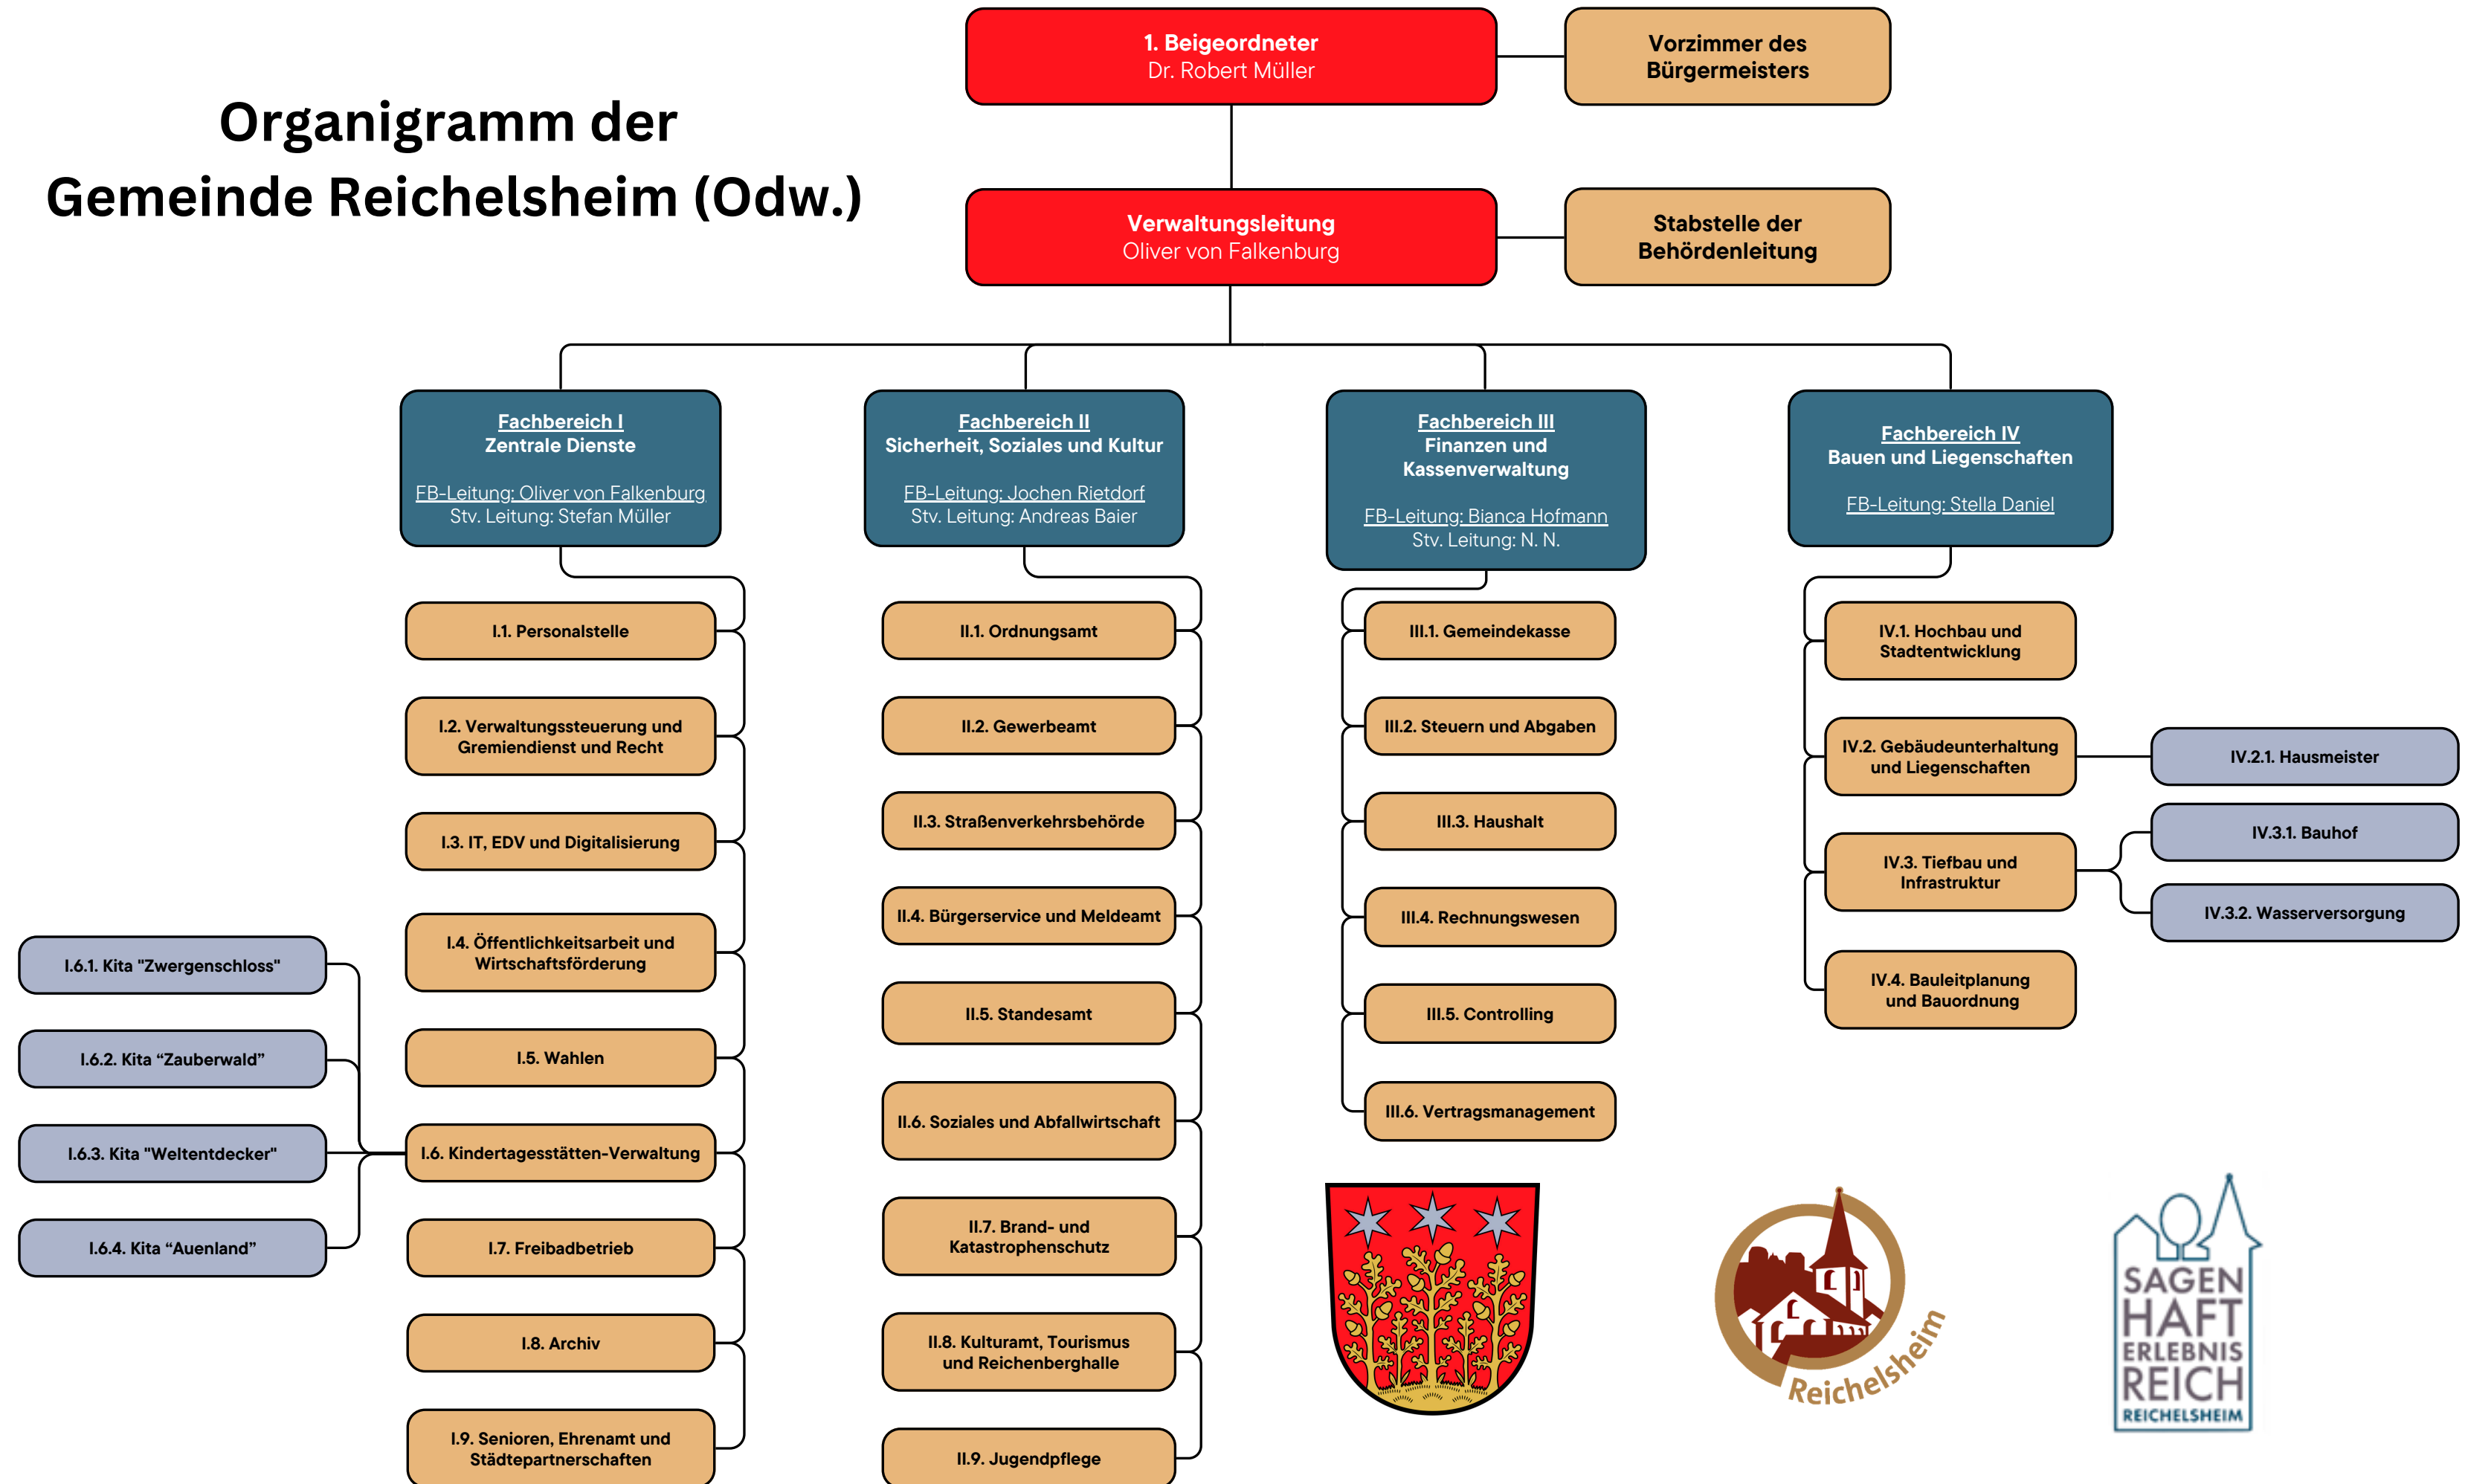 Organigramm der
Gemeinde Reichelsheim (Odw.)
1. Beigeordneter
Dr. Robert Müller
Vorzimmer des
Bürgermeisters
Verwaltungsleitung
Oliver von Falkenburg
Stabstelle der
Behördenleitung
Fachbereich I
Zentrale Dienste
FB-Leitung: Oliver von Falkenburg
Stv. Leitung: Stefan Müller
I.1. Personalstelle
I.2. Verwaltungssteuerung und
Gremiendienst und Recht
I.3. IT, EDV und Digitalisierung
I.4. Öffentlichkeitsarbeit und
Wirtschaftsförderung
I.5. Wahlen
I.6. Kindertagesstätten-Verwaltung
I.6.1. Kita "Zwergenschloss"
I.6.2. Kita “Zauberwald”
I.6.3. Kita "Weltentdecker"
I.6.4. Kita “Auenland”
I.7. Freibadbetrieb
I.8. Archiv
I.9. Senioren, Ehrenamt und
Städtepartnerschaften
Fachbereich II
Sicherheit, Soziales und Kultur
FB-Leitung: Jochen Rietdorf
Stv. Leitung: Andreas Baier
II.1. Ordnungsamt
II.2. Gewerbeamt
II.3. Straßenverkehrsbehörde
II.4. Bürgerservice und Meldeamt
II.5. Standesamt
II.6. Soziales und Abfallwirtschaft
II.7. Brand- und
Katastrophenschutz
II.8. Kulturamt, Tourismus
und Reichenberghalle
II.9. Jugendpflege
Fachbereich III
Finanzen und
Kassenverwaltung
FB-Leitung: Bianca Hofmann
Stv. Leitung: N. N.
III.1. Gemeindekasse
III.2. Steuern und Abgaben
III.3. Haushalt
III.4. Rechnungswesen
III.5. Controlling
III.6. Vertragsmanagement
Fachbereich IV
Bauen und Liegenschaften
FB-Leitung: Stella Daniel
IV.1. Hochbau und
Stadtentwicklung
IV.2. Gebäudeunterhaltung
und Liegenschaften
IV.2.1. Hausmeister
IV.3. Tiefbau und
Infrastruktur
IV.3.1. Bauhof
IV.3.2. Wasserversorgung
IV.4. Bauleitplanung
und Bauordnung
Reichelsheim
SAGEN
HAFT
ERLEBNIS
REICH
REICHELSHEIM